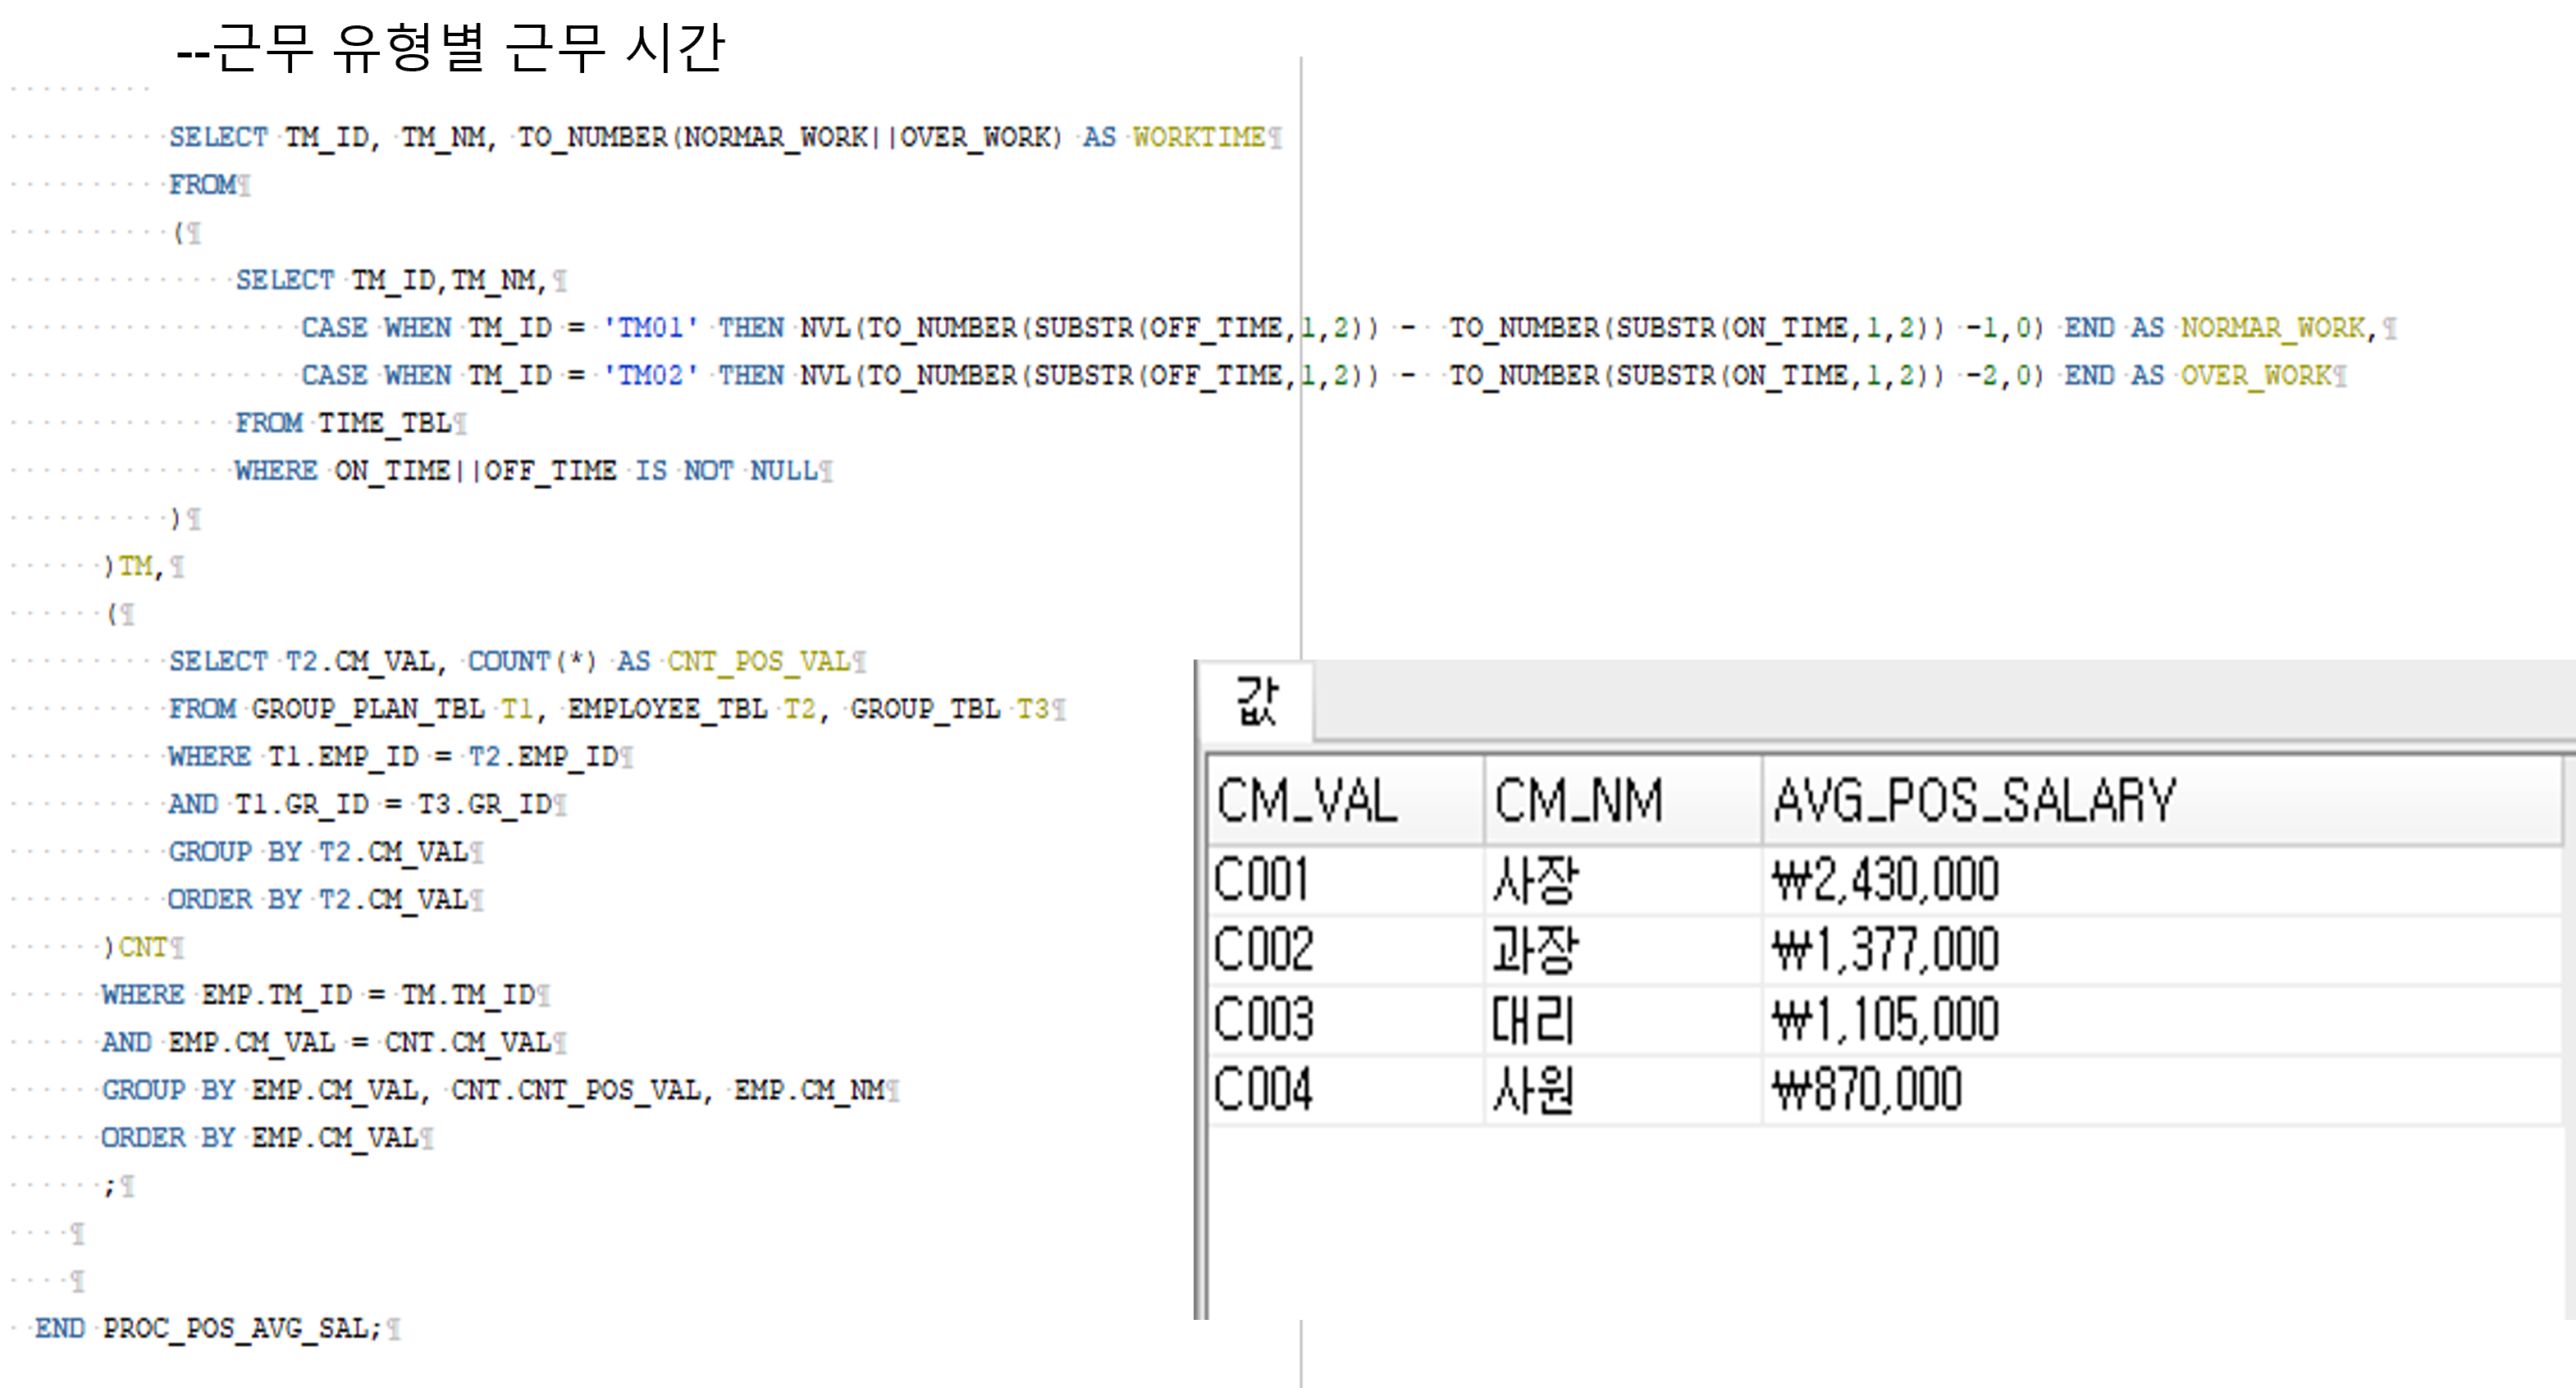 --근무 유형별 근무 시간
SELECT TM_ID, TM_NM, TO_NUMBER(NORMAR_WORK||OVER_WORK) AS WORKTIME
FROM
(
SELECT TM_ID,TM_NM,
CASE WHEN TM_ID = 'TM01' THEN NVL(TO_NUMBER(SUBSTR(OFF_TIME,1,2)) - TO_NUMBER(SUBSTR(ON_TIME,1,2)) -1,0) END AS NORMAR_WORK,
CASE WHEN TM_ID = 'TM02' THEN NVL(TO_NUMBER(SUBSTR(OFF_TIME,1,2)) - TO_NUMBER(SUBSTR(ON_TIME,1,2)) -2,0) END AS OVER_WORK
FROM TIME_TBL
WHERE ON_TIME||OFF_TIME IS NOT NULL
)
)TM,
(
SELECT T2.CM_VAL, COUNT(*) AS CNT_POS_VAL
FROM GROUP_PLAN_TBL T1, EMPLOYEE_TBL T2, GROUP_TBL T3
WHERE T1.EMP_ID = T2.EMP_ID
AND T1.GR_ID = T3.GR_ID
GROUP BY T2.CM_VAL
ORDER BY T2.CM_VAL
)CNT
WHERE EMP.TM_ID = TM.TM_ID
AND EMP.CM_VAL = CNT.CM_VAL
GROUP BY EMP.CM_VAL, CNT.CNT_POS_VAL, EMP.CM_NM
ORDER BY EMP.CM_VAL
;
END PROC_POS_AVG_SAL;
값
CM_VAL CM_NM AVG_POS_SALARY
C001 사장 ₩2,430,000
C002 과장 ₩1,377,000
C003 대리 ₩1,105,000
C004 사원 ₩870,000